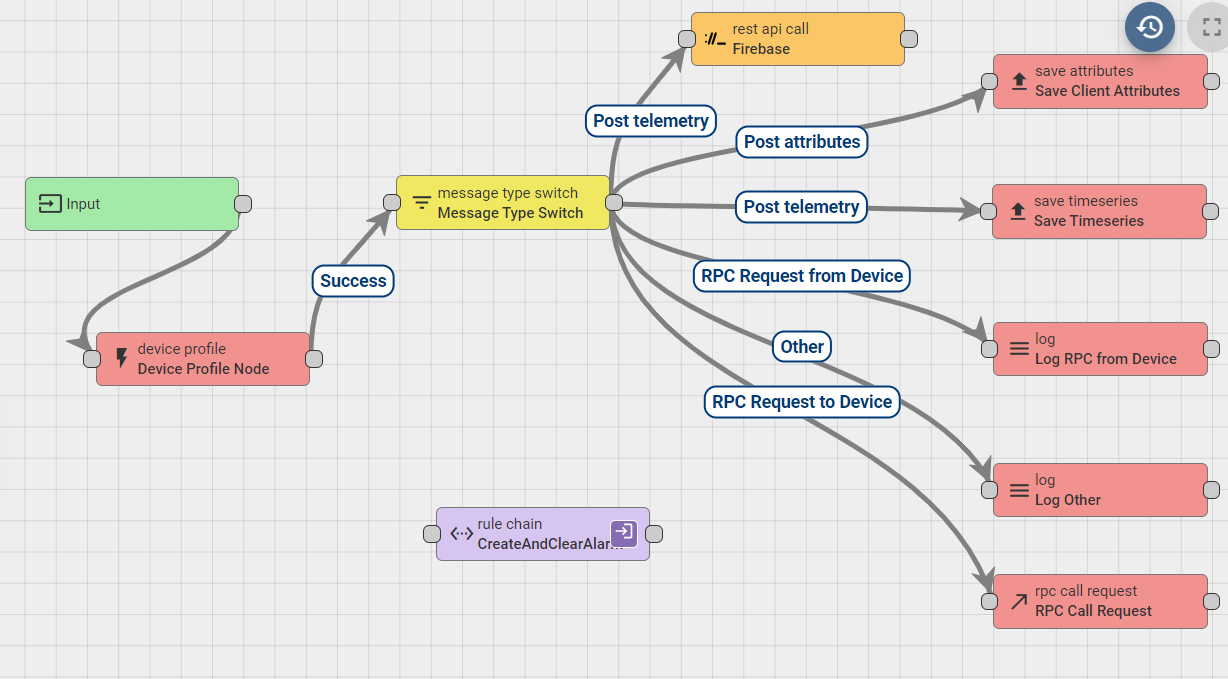 rest api call
Firebase
save attributes
Save Client Attributes
Post telemetry
Post attributes
Input
message type switch
Message Type Switch
Post telemetry
save timeseries
Save Timeseries
Success
RPC Request from Device
device profile
Device Profile Node
Other
log
Log RPC from Device
RPC Request to Device
log
Log Other
rule chain
CreateAndClearAlar...
rpc call request
RPC Call Request